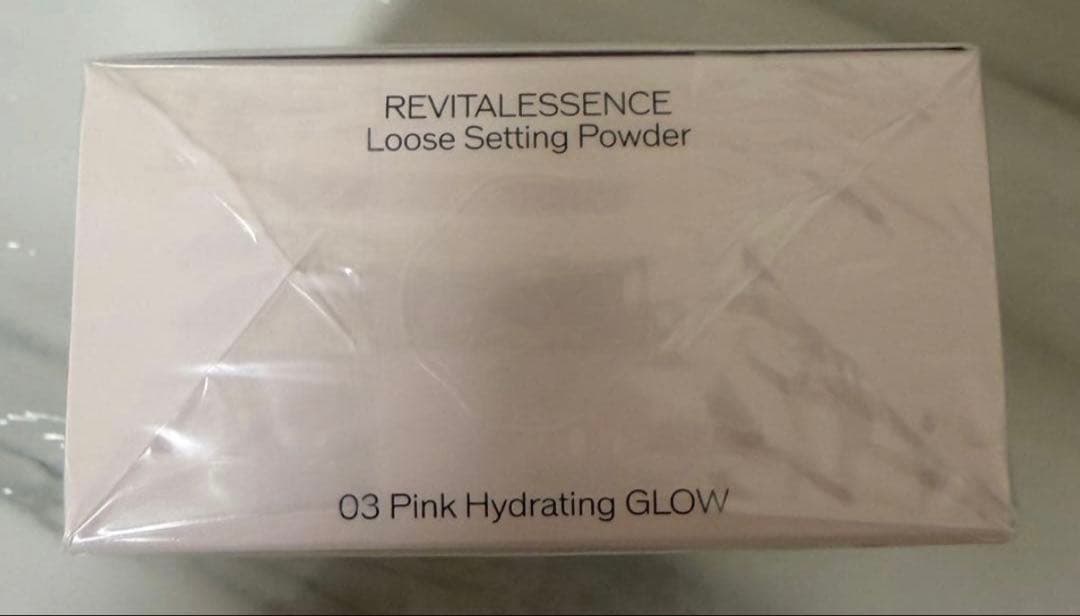 REVITALESSENCE
Loose Setting Powder
03 Pink Hydrating GLOW